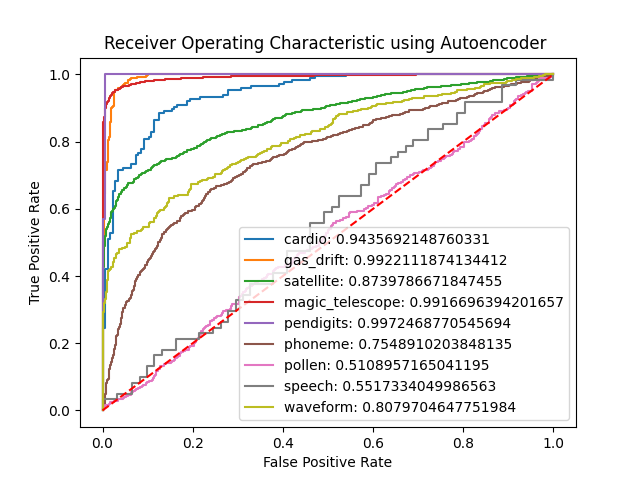 Receiver Operating Characteristic using Autoencoder
1.0
0.8
0.6
0.4
0.2
0.0
True Positive Rate
cardio: 0.9435692148760331
gas_drift: 0.9922111874134412
satellite: 0.8739786671847455
magic_telescope: 0.9916696394201657
pendigits: 0.9972468770545694
phoneme: 0.7548910203848135
pollen: 0.5108957165041195
speech: 0.5517334049986563
waveform: 0.8079704647751984
0.0 0.2 0.4 0.6 0.8 1.0
False Positive Rate